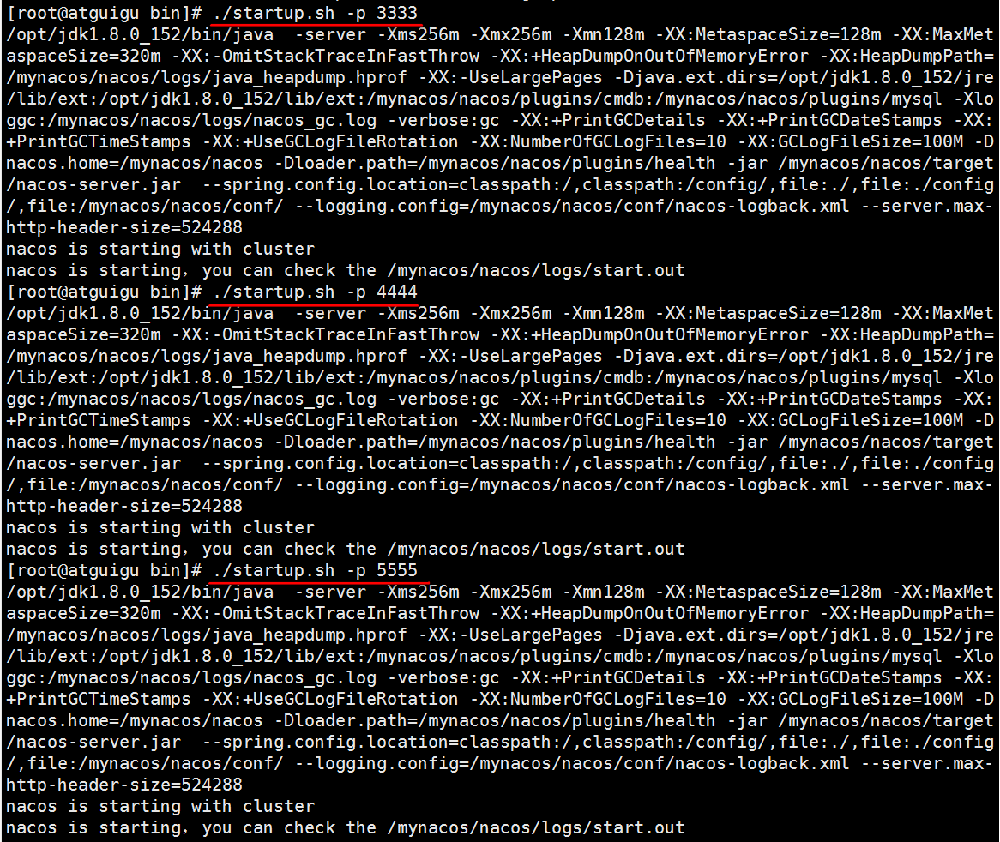 [root@atguigu bin]# ./startup.sh -p 3333
/opt/jdk1.8.0_152/bin/java  -server -Xms256m -Xmx256m -Xmn128m -XX:MetaspaceSize=128m -XX:MaxMet
aspaceSize=320m -XX:-OmitStackTraceInFastThrow -XX:+HeapDumpOnOutOfMemoryError -XX:HeapDumpPath=
/mynacos/nacos/logs/java_heapdump.hprof -XX:-UseLargePages -Djava.ext.dirs=/opt/jdk1.8.0_152/jre
/lib/ext:/opt/jdk1.8.0_152/lib/ext:/mynacos/nacos/plugins/cmdb:/mynacos/nacos/plugins/mysql -Xlo
ggc:/mynacos/nacos/logs/nacos_gc.log -verbose:gc -XX:+PrintGCDetails -XX:+PrintGCDateStamps -XX:
+PrintGCTimeStamps -XX:+UseGCLogFileRotation -XX:NumberOfGCLogFiles=10 -XX:GCLogFileSize=100M -D
nacos.home=/mynacos/nacos -Dloader.path=/mynacos/nacos/plugins/health -jar /mynacos/nacos/target
/nacos-server.jar  --spring.config.location=classpath:/,classpath:/config/,file:./,file:./config
/,file:/mynacos/nacos/conf/ --logging.config=/mynacos/nacos/conf/nacos-logback.xml --server.max-
http-header-size=524288
nacos is starting with cluster
nacos is starting，you can check the /mynacos/nacos/logs/start.out
[root@atguigu bin]# ./startup.sh -p 4444
/opt/jdk1.8.0_152/bin/java  -server -Xms256m -Xmx256m -Xmn128m -XX:MetaspaceSize=128m -XX:MaxMet
aspaceSize=320m -XX:-OmitStackTraceInFastThrow -XX:+HeapDumpOnOutOfMemoryError -XX:HeapDumpPath=
/mynacos/nacos/logs/java_heapdump.hprof -XX:-UseLargePages -Djava.ext.dirs=/opt/jdk1.8.0_152/jre
/lib/ext:/opt/jdk1.8.0_152/lib/ext:/mynacos/nacos/plugins/cmdb:/mynacos/nacos/plugins/mysql -Xlo
ggc:/mynacos/nacos/logs/nacos_gc.log -verbose:gc -XX:+PrintGCDetails -XX:+PrintGCDateStamps -XX:
+PrintGCTimeStamps -XX:+UseGCLogFileRotation -XX:NumberOfGCLogFiles=10 -XX:GCLogFileSize=100M -D
nacos.home=/mynacos/nacos -Dloader.path=/mynacos/nacos/plugins/health -jar /mynacos/nacos/target
/nacos-server.jar  --spring.config.location=classpath:/,classpath:/config/,file:./,file:./config
/,file:/mynacos/nacos/conf/ --logging.config=/mynacos/nacos/conf/nacos-logback.xml --server.max-
http-header-size=524288
nacos is starting with cluster
nacos is starting，you can check the /mynacos/nacos/logs/start.out
[root@atguigu bin]# ./startup.sh -p 5555
/opt/jdk1.8.0_152/bin/java  -server -Xms256m -Xmx256m -Xmn128m -XX:MetaspaceSize=128m -XX:MaxMet
aspaceSize=320m -XX:-OmitStackTraceInFastThrow -XX:+HeapDumpOnOutOfMemoryError -XX:HeapDumpPath=
/mynacos/nacos/logs/java_heapdump.hprof -XX:-UseLargePages -Djava.ext.dirs=/opt/jdk1.8.0_152/jre
/lib/ext:/opt/jdk1.8.0_152/lib/ext:/mynacos/nacos/plugins/cmdb:/mynacos/nacos/plugins/mysql -Xlo
ggc:/mynacos/nacos/logs/nacos_gc.log -verbose:gc -XX:+PrintGCDetails -XX:+PrintGCDateStamps -XX:
+PrintGCTimeStamps -XX:+UseGCLogFileRotation -XX:NumberOfGCLogFiles=10 -XX:GCLogFileSize=100M -D
nacos.home=/mynacos/nacos -Dloader.path=/mynacos/nacos/plugins/health -jar /mynacos/nacos/target
/nacos-server.jar  --spring.config.location=classpath:/,classpath:/config/,file:./,file:./config
/,file:/mynacos/nacos/conf/ --logging.config=/mynacos/nacos/conf/nacos-logback.xml --server.max-
http-header-size=524288
nacos is starting with cluster
nacos is starting，you can check the /mynacos/nacos/logs/start.out